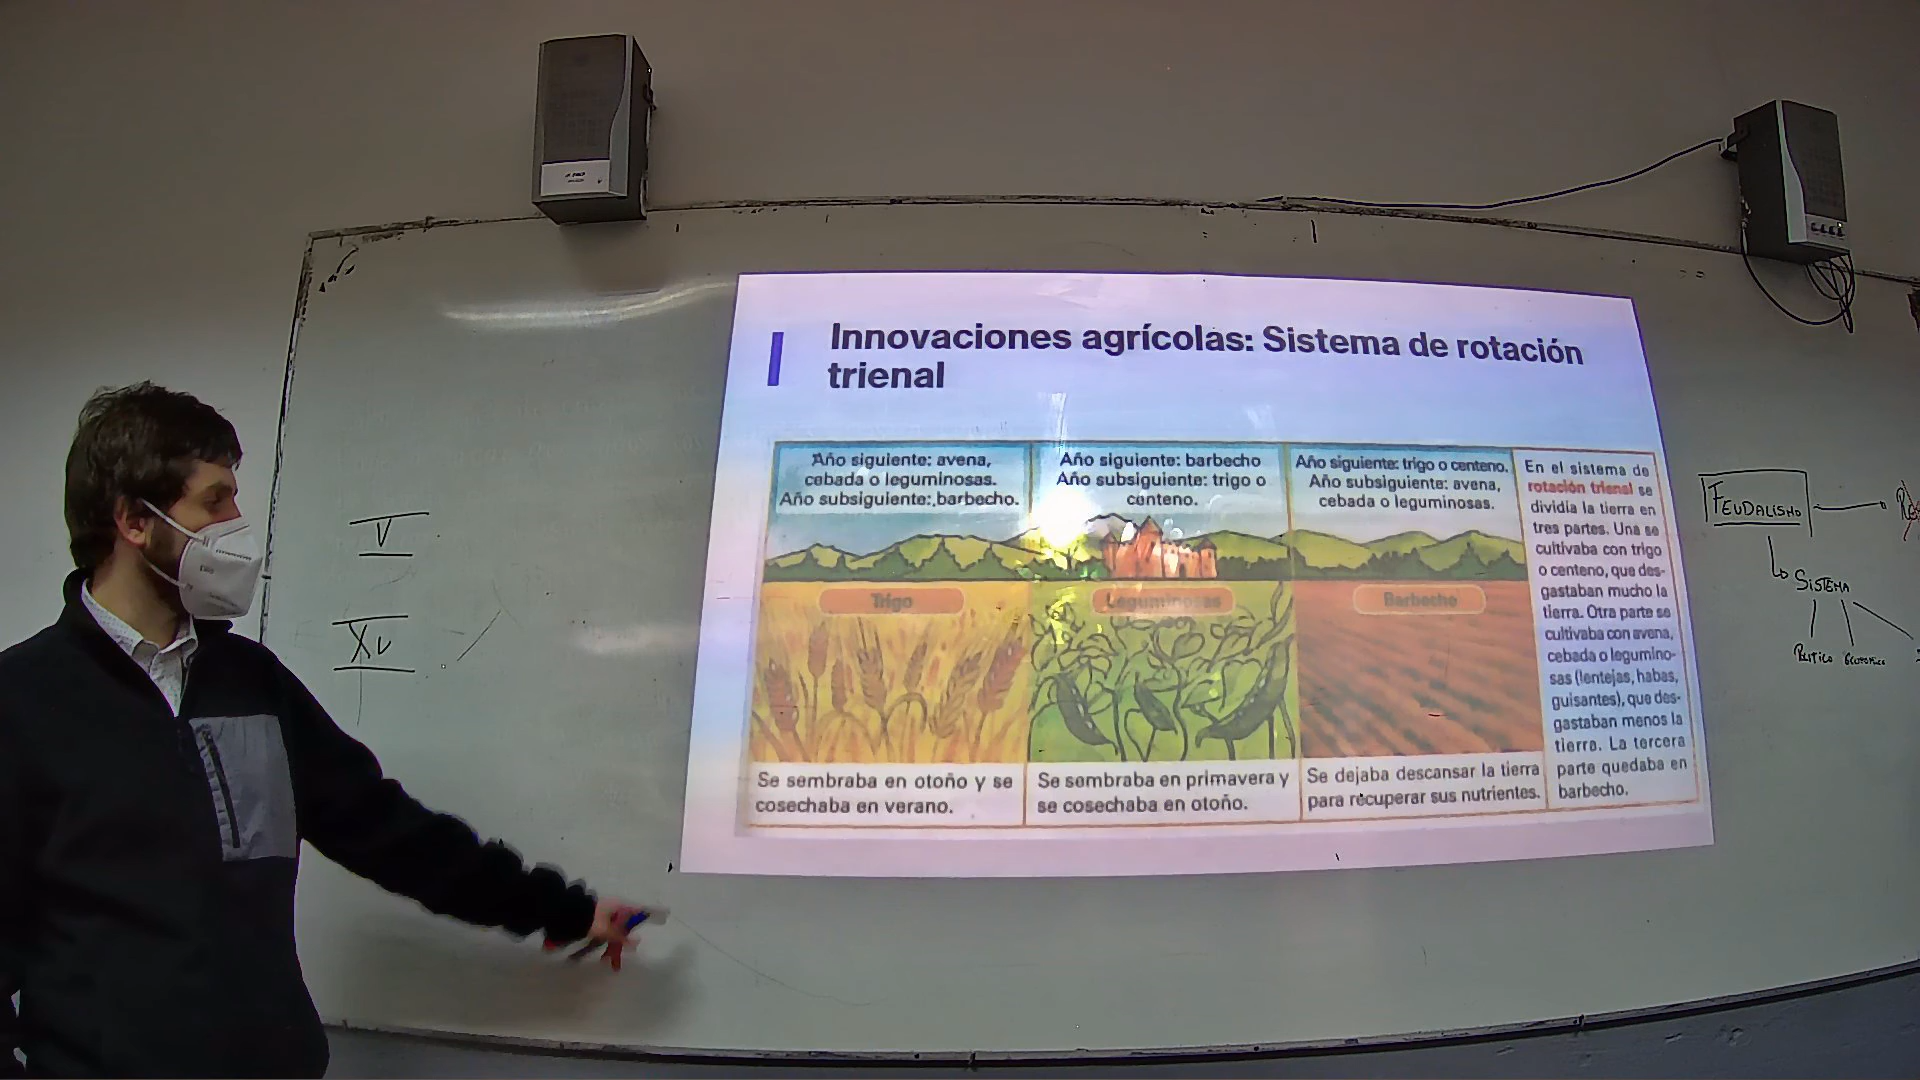 Innovaciones agrícolas: Sistema de rotación
trienal
Año siguiente: avena,
cebada o leguminosas.
Año subsiguiente: barbecho.
Año siguiente: barbecho
Año subsiguiente: trigo o
centeno.
Año siguiente: trigo o centeno.
Año subsiguiente: avena,
cebada o leguminosas.
Trigo
Leguminosas
Barbecho
Se sembraba en otoño y se
cosechaba en verano.
Se sembraba en primavera y
se cosechaba en otoño.
Se dejaba descansar la tierra
para recuperar sus nutrientes.
En el sistema de
rotación trienal se
dividía la tierra en
tres partes. Una se
cultivaba con trigo
o centeno, que des-
gastaban mucho la
tierra. Otra parte se
cultivaba con avena,
cebada o legumino-
sas (lentejas, habas,
guisantes), que des-
gastaban menos la
tierra. La tercera
parte quedaba en
barbecho.
V
XV
FEUDALISMO
SISTEMA
POLITICO ECONOMICO